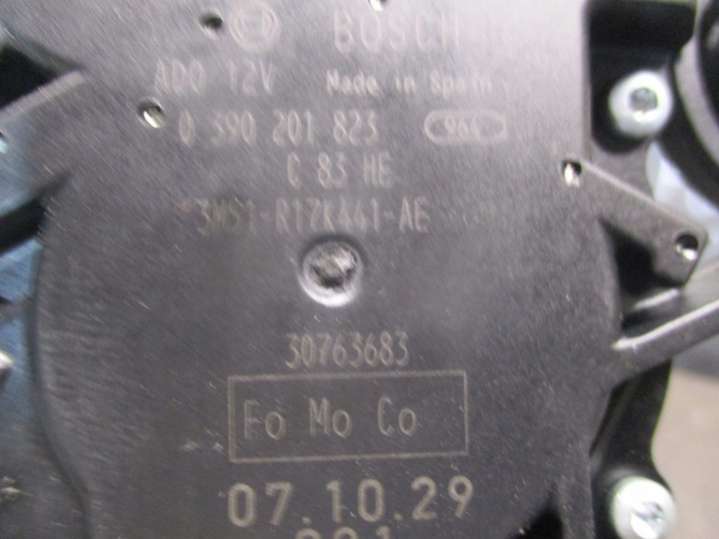 BOSCH
ADO 12V Made in Spain
0 390 201 823
C 83 HE
3M51-R17K441-AE
30763683
Fo Mo Co
07.10.29